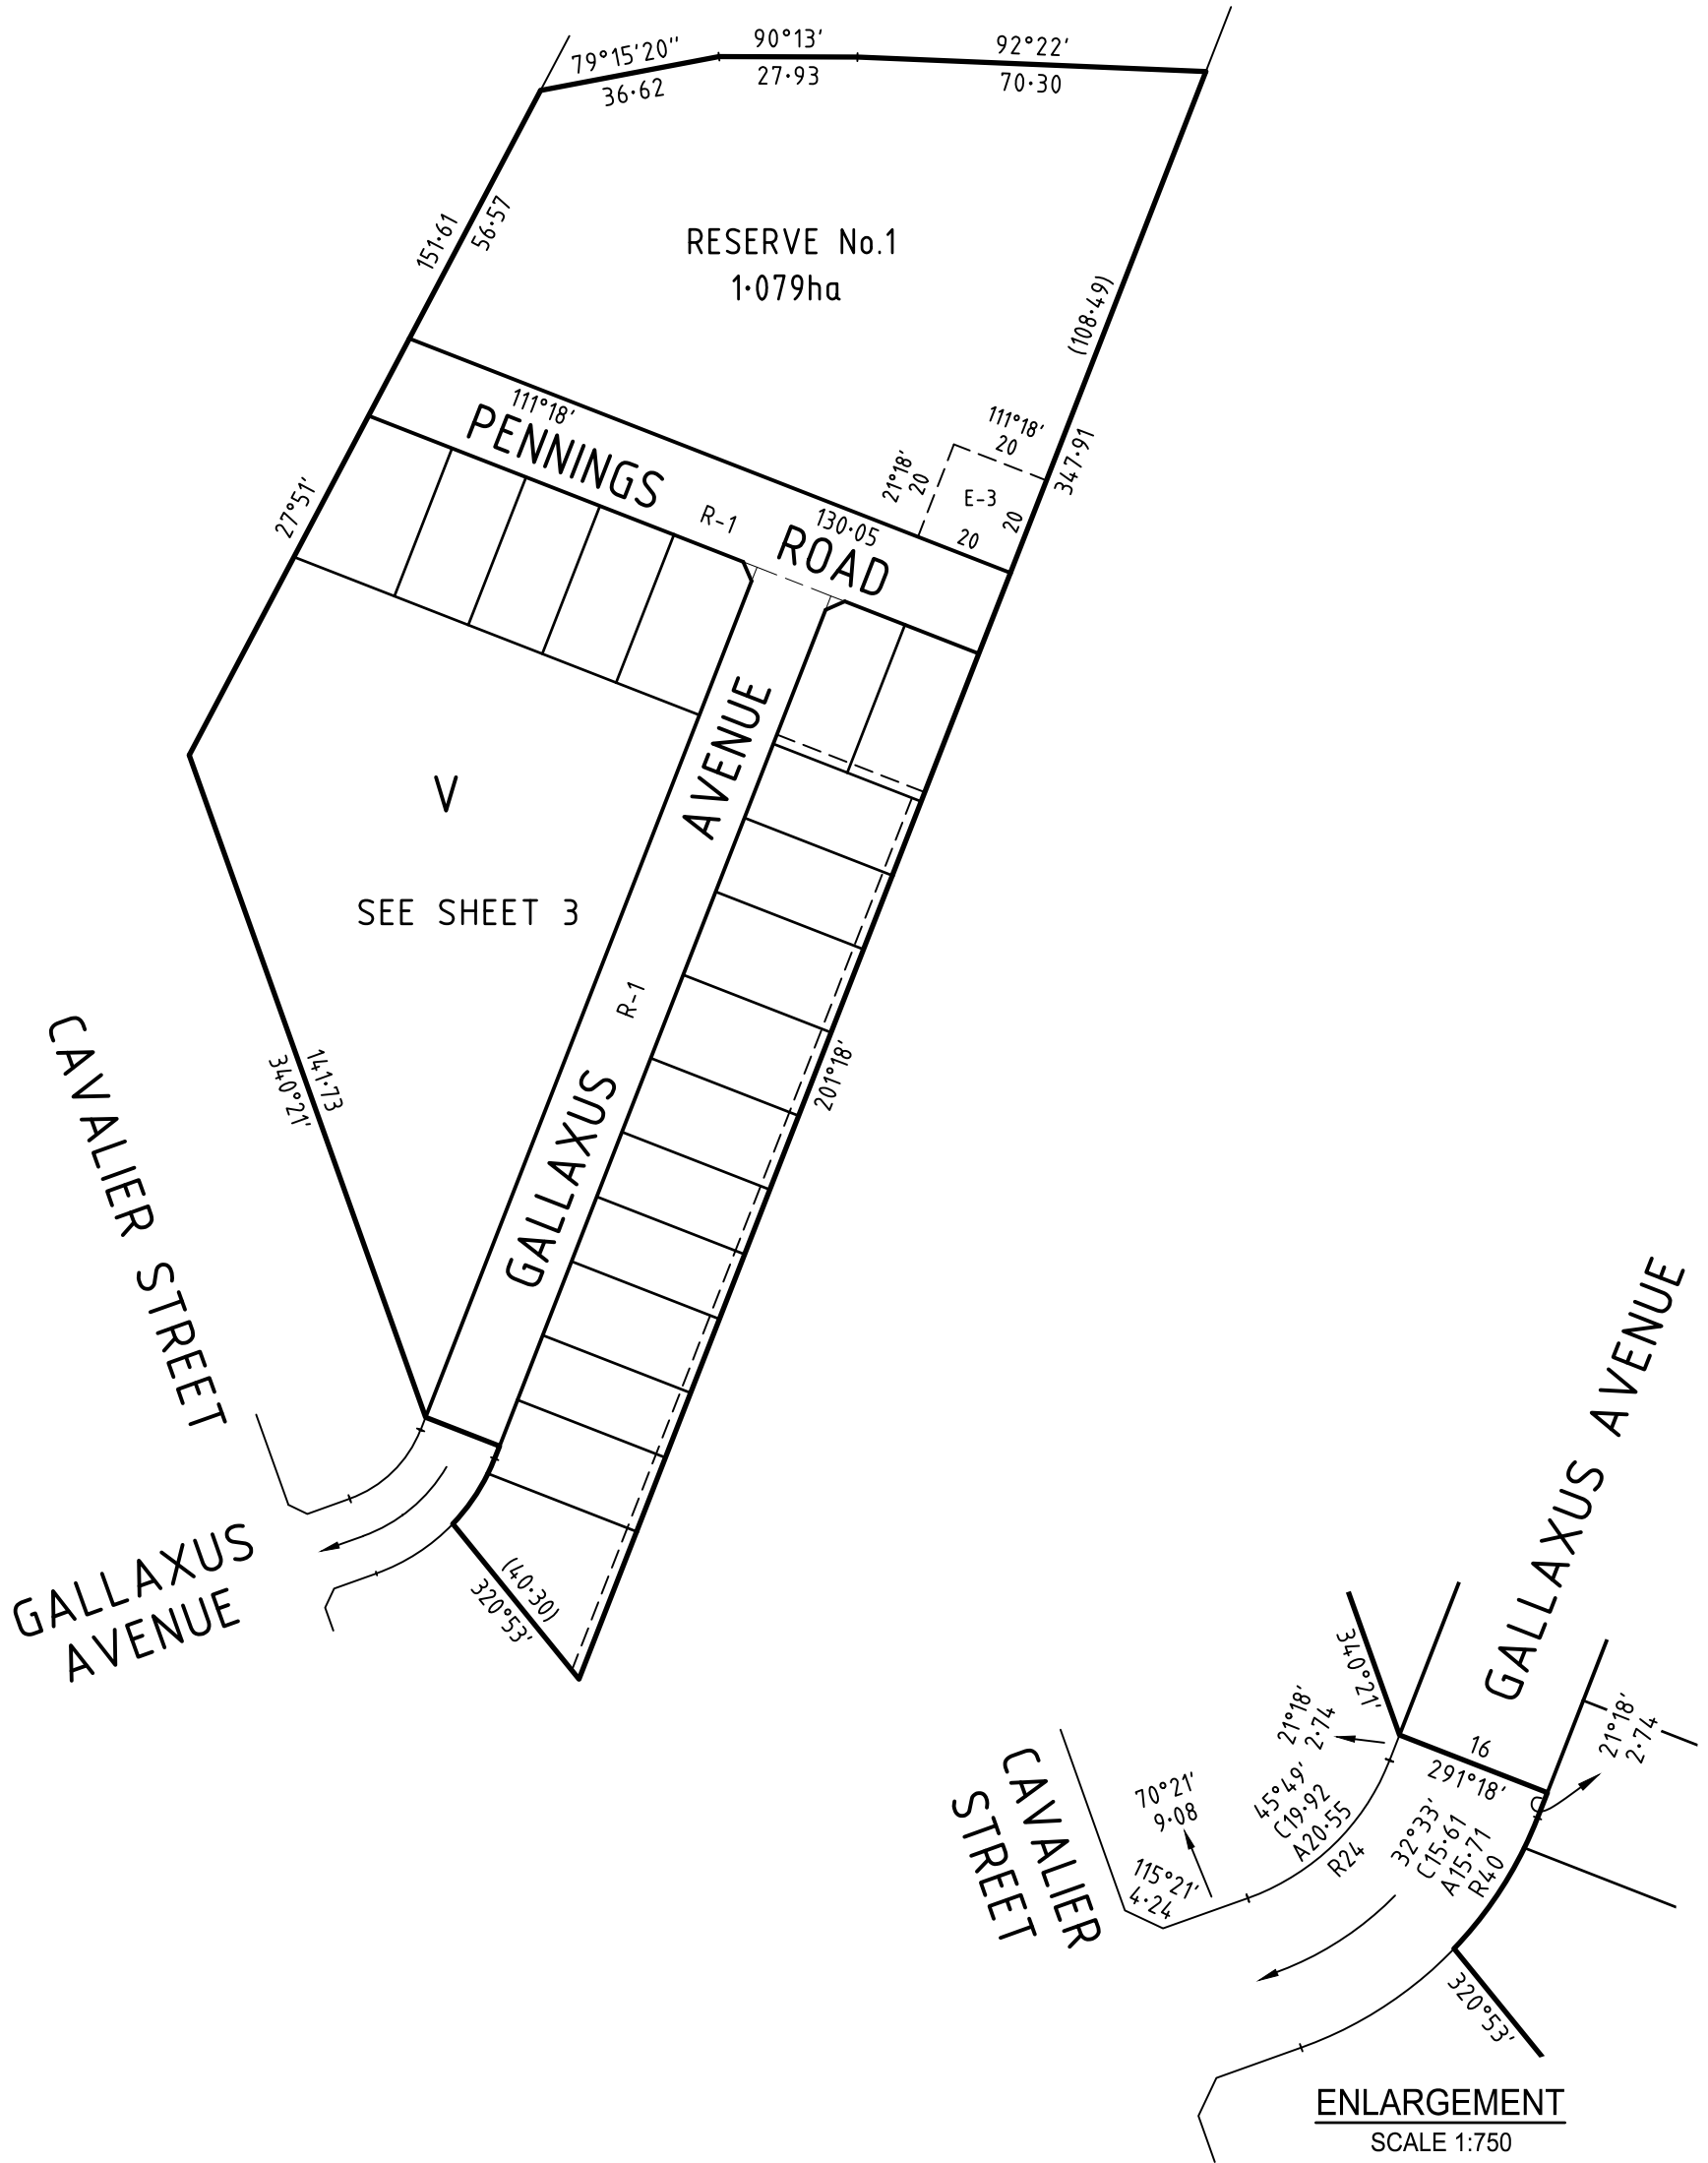 79°15'20"
36·62
90°13'
27·93
92°22'
70·30
151·61
56·57
RESERVE No.1
1·079ha
(108·49)
347·91
111°18'
PENNINGS
R-1
130·05
ROAD
21°18'
20
111°18'
20
E-3
20
20
27°51'
V
SEE SHEET 3
AVENUE
R-1
GALLAXUS
201°18'
141·73
340°21'
CAVALIER STREET
GALLAXUS
AVENUE
(40·30)
320°53'
GALLAXUS AVENUE
340°21'
16
291°18'
21°18'
2·74
21°18'
2·74
CAVALIER
STREET
70°21'
9·08
115°21'
4·24
45°49'
C19·92
A20·55
R24
32°33'
C15·61
A15·71
R40
320°53'
ENLARGEMENT
SCALE 1:750